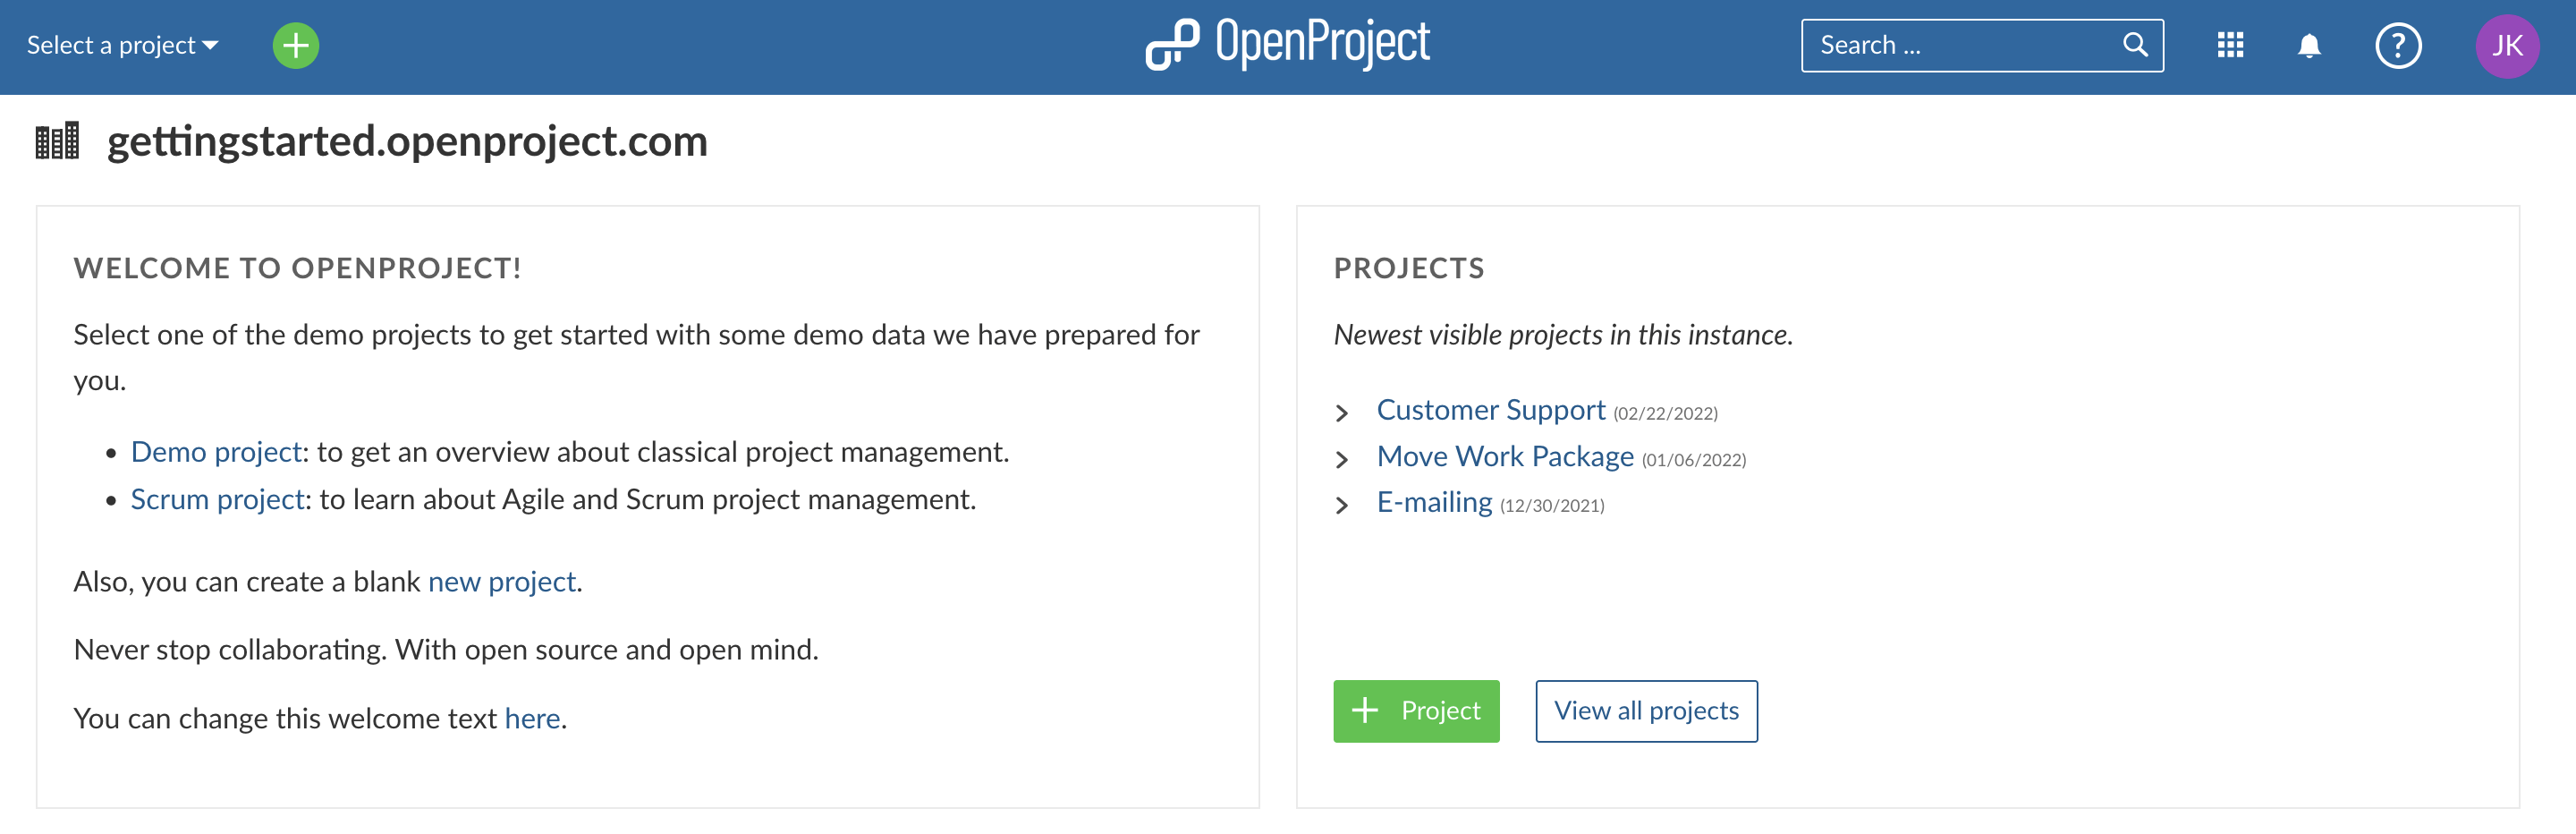 Select a project
OpenProject
Search ...
?
JK
gettingstarted.openproject.com
WELCOME TO OPENPROJECT!
Select one of the demo projects to get started with some demo data we have prepared for
you.
• Demo project: to get an overview about classical project management.
• Scrum project: to learn about Agile and Scrum project management.
Also, you can create a blank new project.
Never stop collaborating. With open source and open mind.
You can change this welcome text here.
PROJECTS
Newest visible projects in this instance.
Customer Support (02/22/2022)
Move Work Package (01/06/2022)
E-mailing (12/30/2021)
+ Project
View all projects